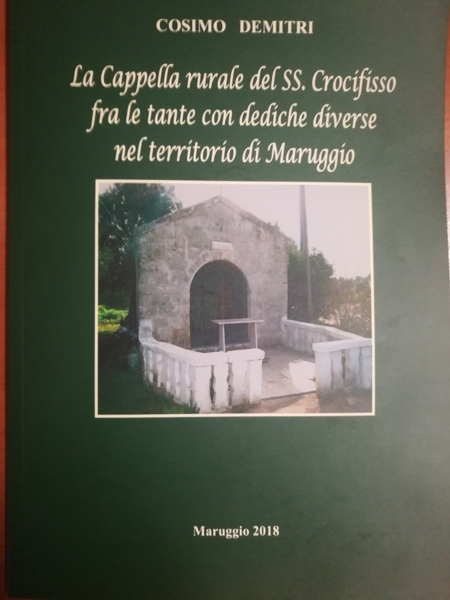 COSIMO DEMITRI
La Cappella rurale del SS. Crocifisso
fra le tante con dediche diverse
nel territorio di Maruggio
Maruggio 2018